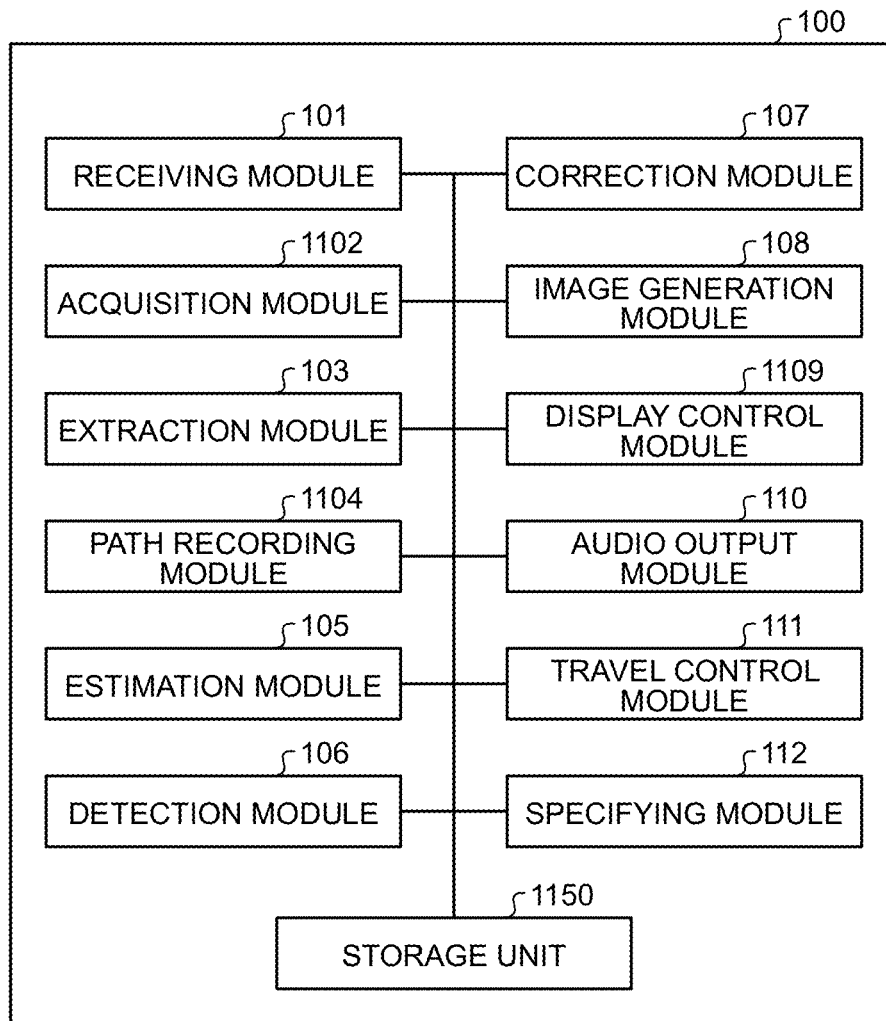 100
101
RECEIVING MODULE
107
CORRECTION MODULE
1102
ACQUISITION MODULE
108
IMAGE GENERATION
MODULE
103
EXTRACTION MODULE
1109
DISPLAY CONTROL
MODULE
1104
PATH RECORDING
MODULE
110
AUDIO OUTPUT
MODULE
105
ESTIMATION MODULE
111
TRAVEL CONTROL
MODULE
106
DETECTION MODULE
112
SPECIFYING MODULE
1150
STORAGE UNIT